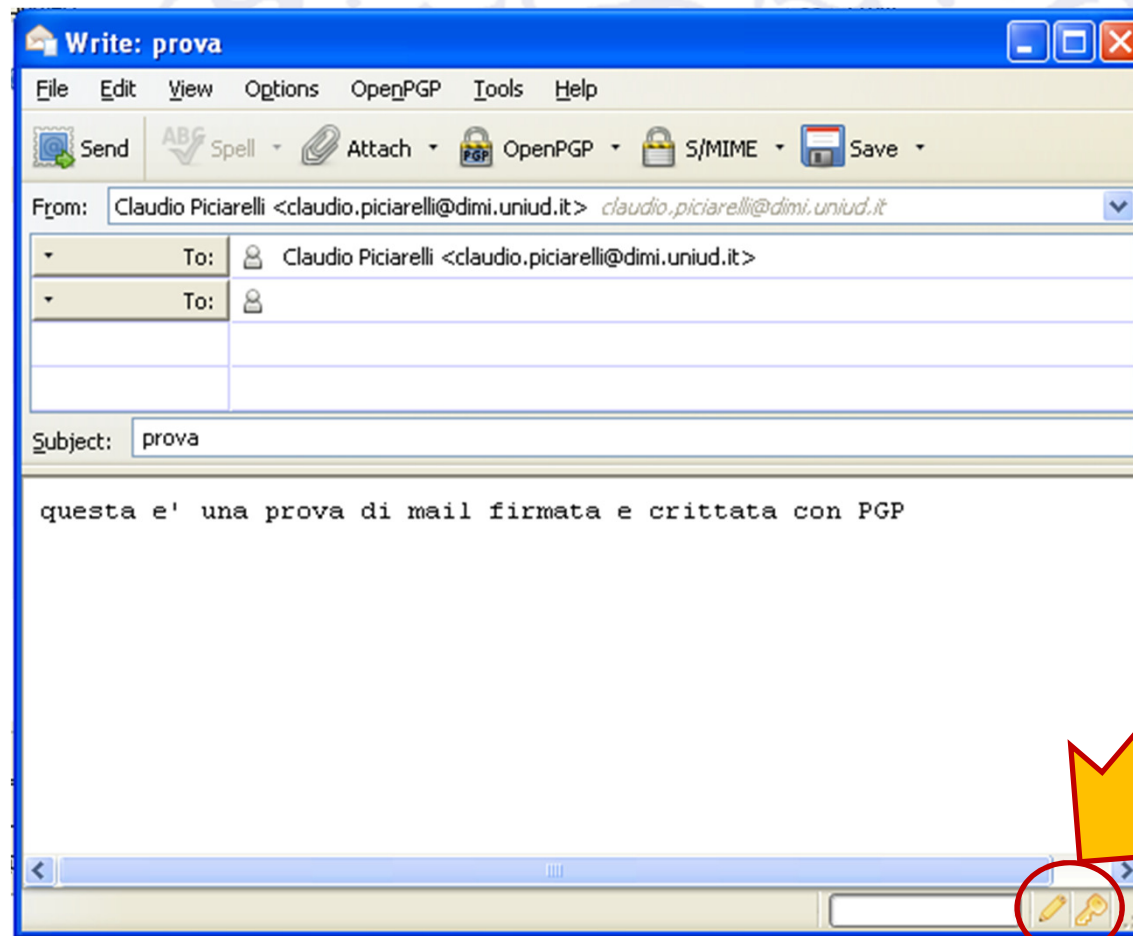 Write: prova
File Edit View Options OpenPGP Tools Help
Send ABC Spell Attach PGP OpenPGP S/MIME Save
From: Claudio Piciarelli <claudio.piciarelli@dimi.uniud.it> claudio.piciarelli@dimi.uniud.it
To: Claudio Piciarelli <claudio.piciarelli@dimi.uniud.it>
To:
Subject: prova
questa e' una prova di mail firmata e crittata con PGP